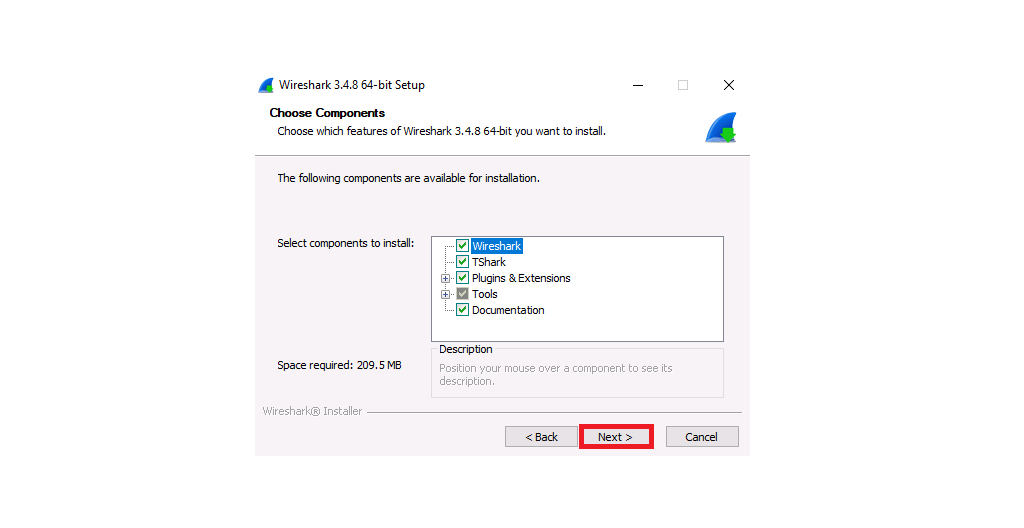 Wireshark 3.4.8 64-bit Setup
Choose Components
Choose which features of Wireshark 3.4.8 64-bit you want to install.
The following components are available for installation.
Select components to install:
Wireshark
TShark
Plugins & Extensions
Tools
Documentation
Space required: 209.5 MB
Description
Position your mouse over a component to see its
description.
Wireshark® Installer
< Back
Next >
Cancel